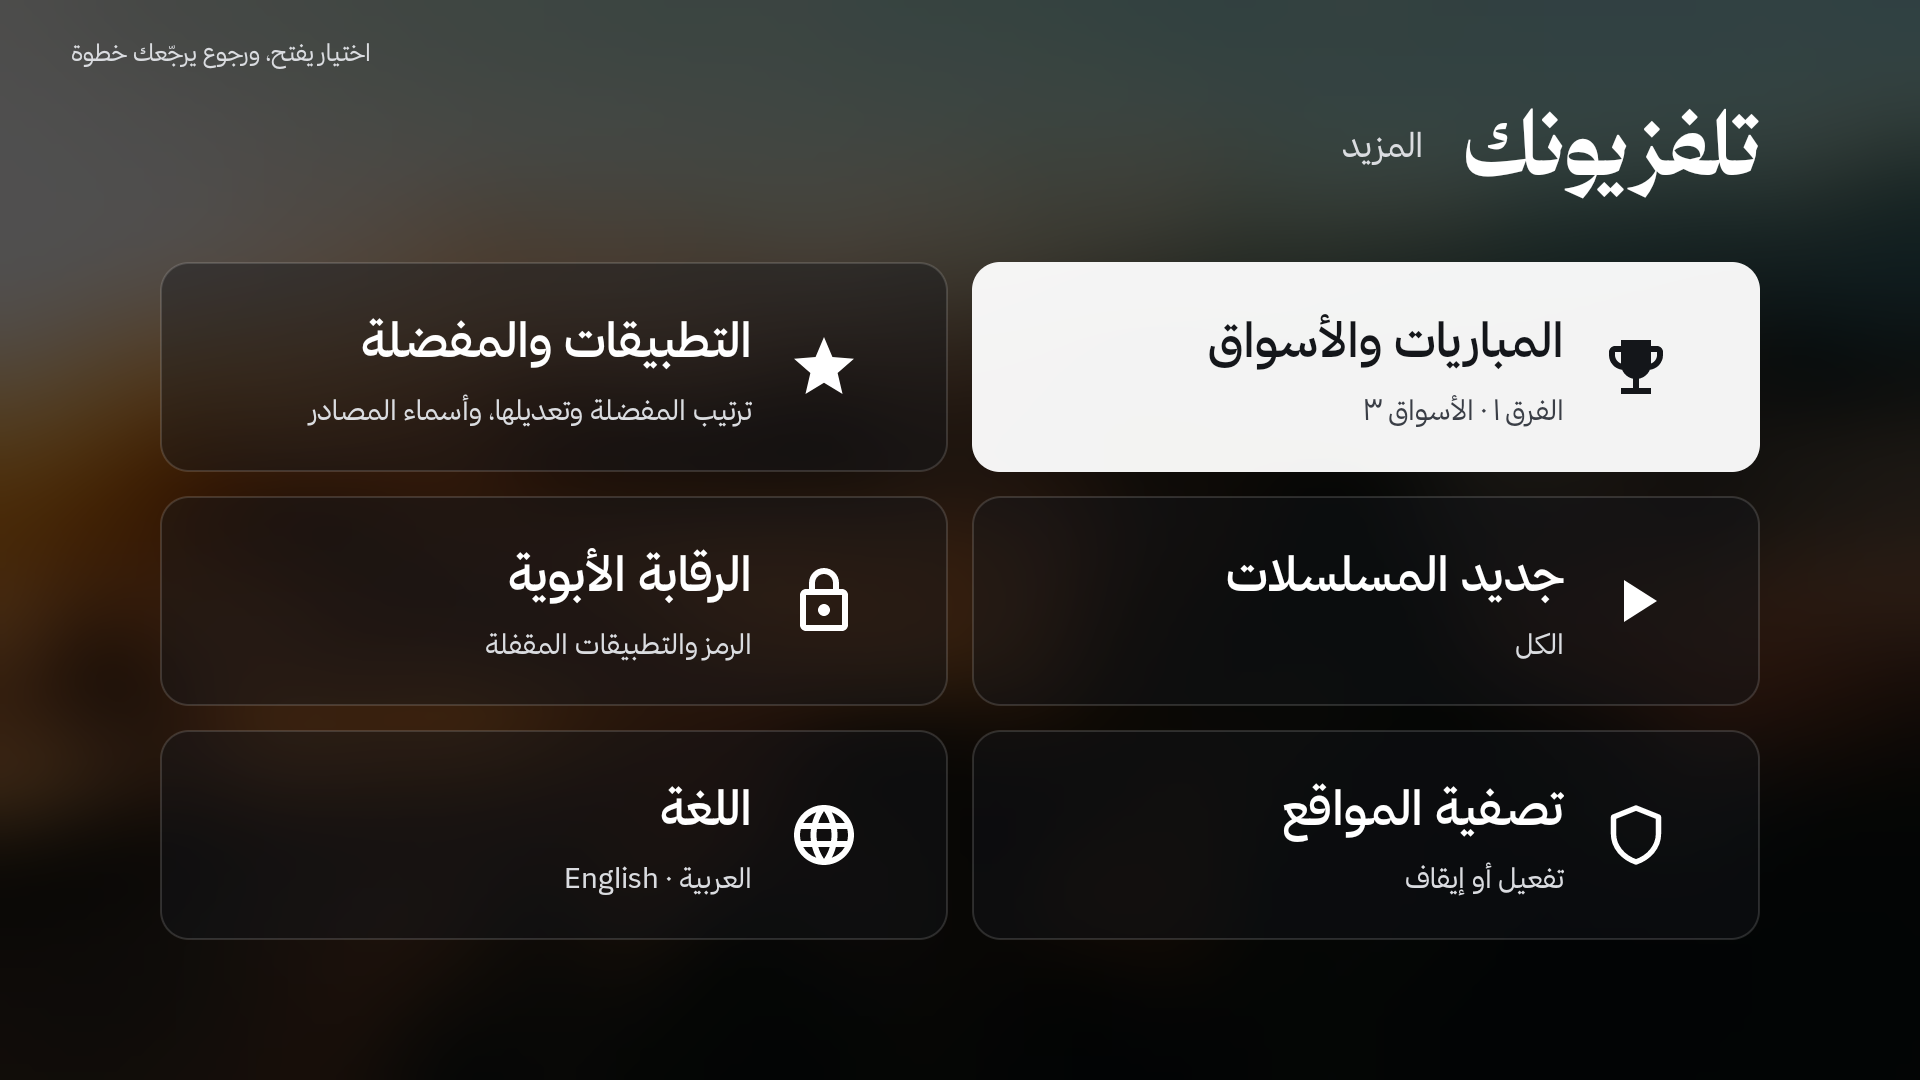 اختيار يفتح، ورجوع يرجّعك خطوة
تلفزيونك
المزيد
المباريات والأسواق
الفرق ١ · الأسواق ٣
التطبيقات والمفضلة
ترتيب المفضلة وتعديلها، وأسماء المصادر
جديد المسلسلات
الكل
الرقابة الأبوية
الرمز والتطبيقات المقفلة
تصفية المواقع
تفعيل أو إيقاف
اللغة
العربية · English